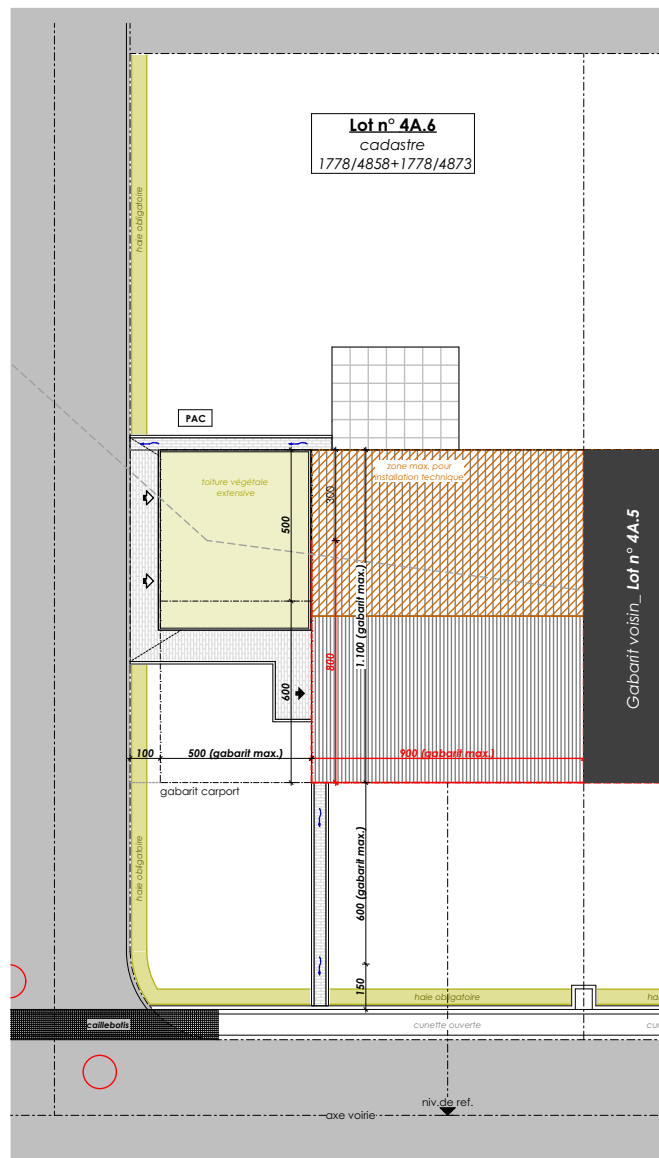 Lot n° 4A.6
cadastre
1778/4858+1778/4873
haie obligatoire
PAC
toiture végétale
extensive
zone max. pour
installation technique
500
300
1.100 (gabarit max.)
Gabarit voisin_ Lot n° 4A.5
800
600
100
500 (gabarit max.)
900 (gabarit max.)
gabarit carport
haie obligatoire
600 (gabarit max.)
150
haie obligatoire
hai
caillebotis
cunette ouverte
cun
niv.de ref.
axe voirie